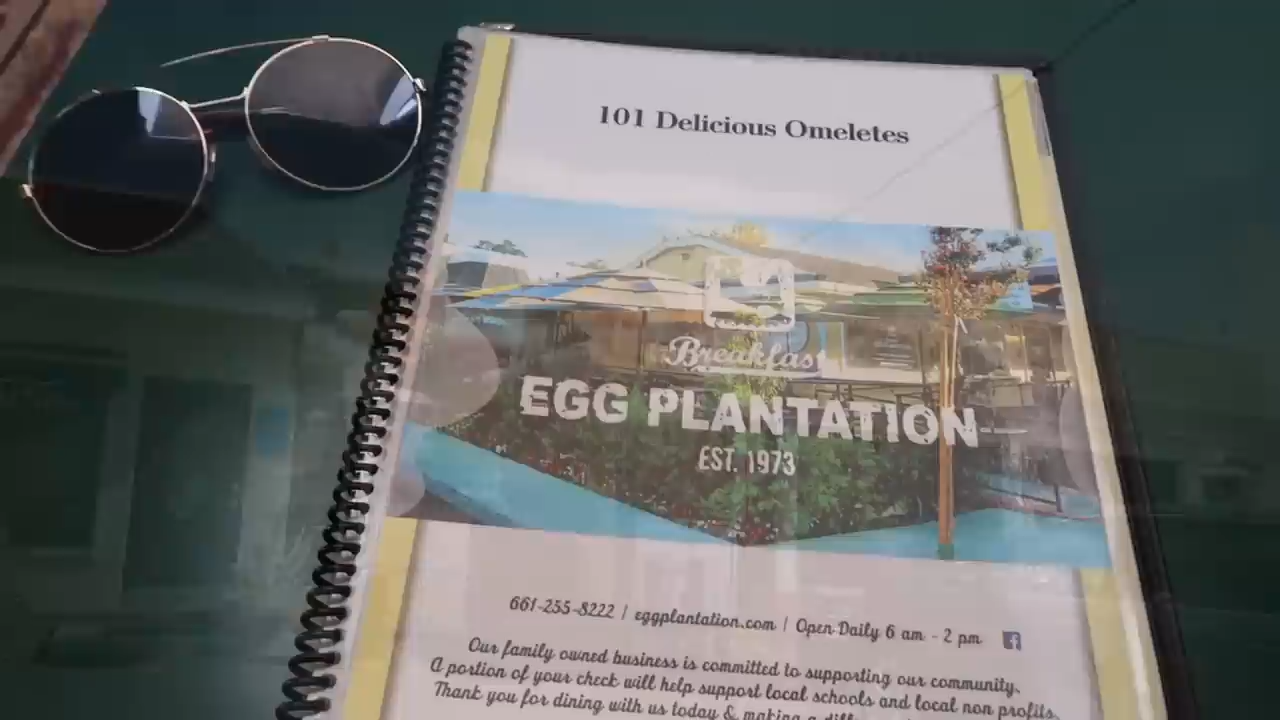 101 Delicious Omeletes
Breakfast
EGG PLANTATION
EST. 1973
661-255-8222 | eggplantation.com | Open Daily 6 am - 2 pm f
Our family owned business is committed to supporting our community.
A portion of your check will help support local schools and local non profits.
Thank you for dining with us today & making a